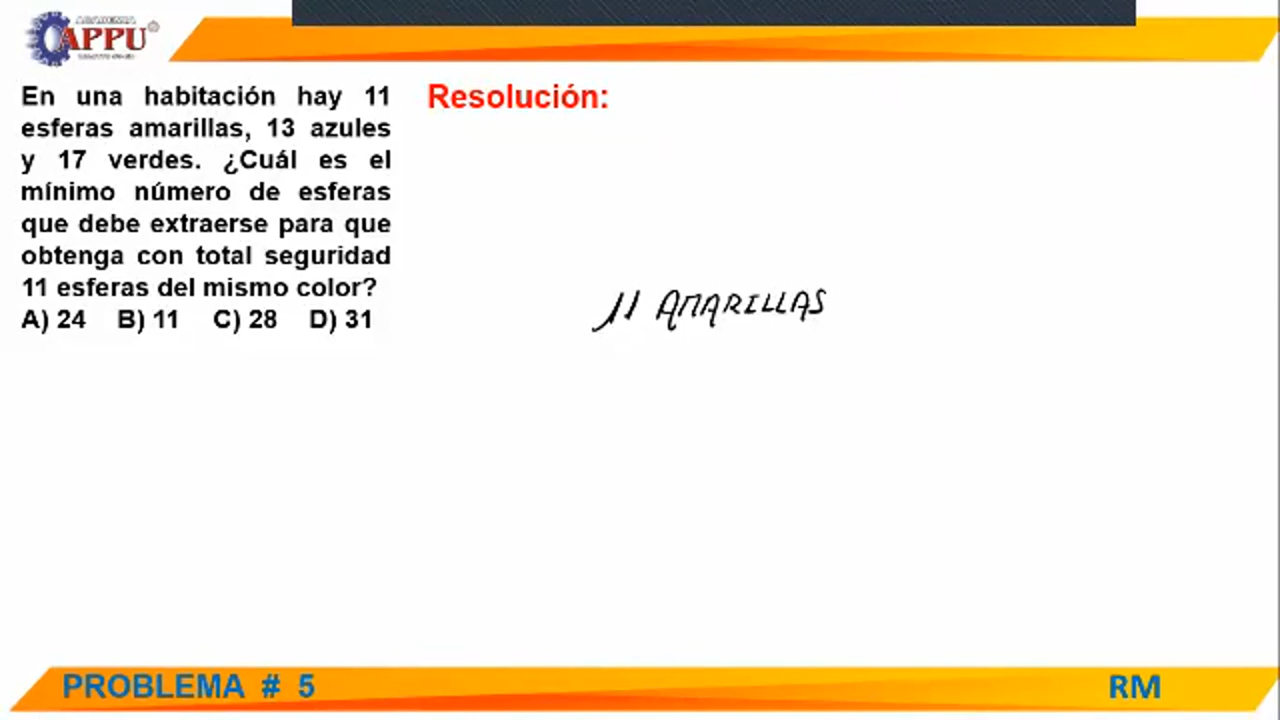 ACADEMIA
APPU
En una habitación hay 11
esferas amarillas, 13 azules
y 17 verdes. ¿Cuál es el
mínimo número de esferas
que debe extraerse para que
obtenga con total seguridad
11 esferas del mismo color?
A) 24 B) 11 C) 28 D) 31
Resolución:
11 AMARILLAS
PROBLEMA # 5
RM